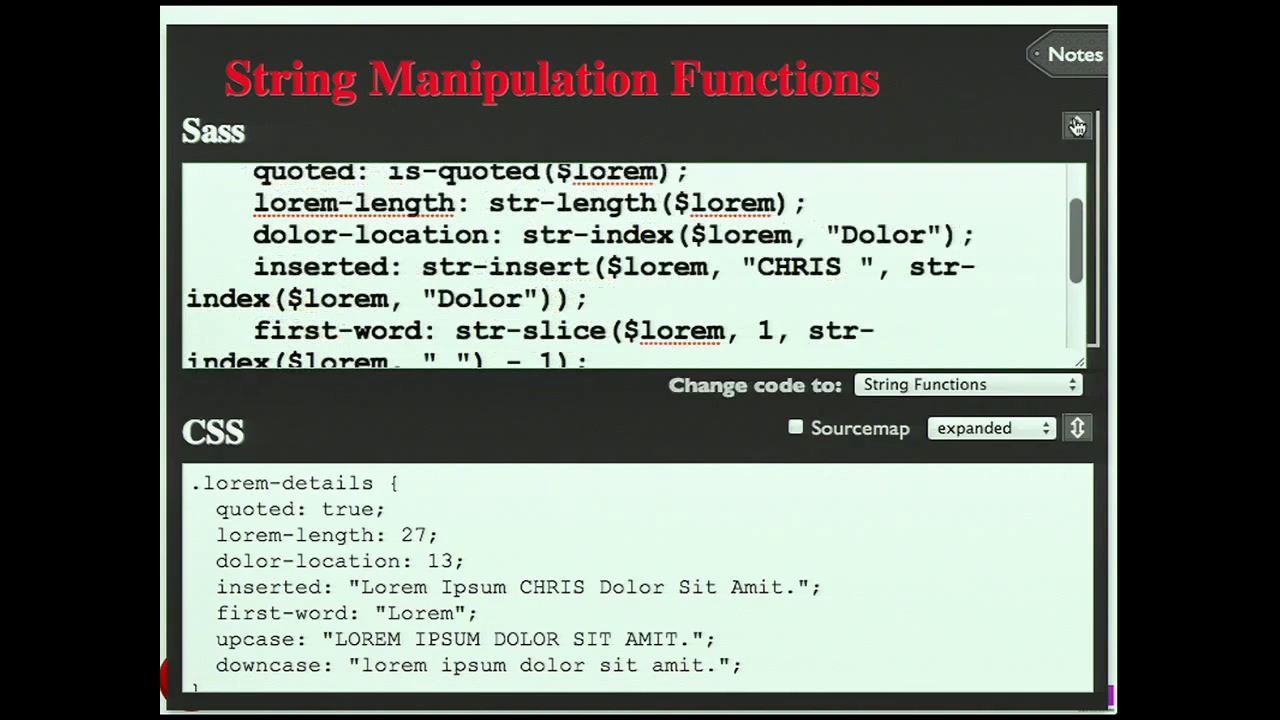 String Manipulation Functions
Notes
Sass
quoted: is-quoted($lorem);
lorem-length: str-length($lorem);
dolor-location: str-index($lorem, "Dolor");
inserted: str-insert($lorem, "CHRIS ", str-
index($lorem, "Dolor"));
first-word: str-slice($lorem, 1, str-
index($lorem, " ") - 1);
Change code to: String Functions
CSS
Sourcemap expanded
.lorem-details {
quoted: true;
lorem-length: 27;
dolor-location: 13;
inserted: "Lorem Ipsum CHRIS Dolor Sit Amit.";
first-word: "Lorem";
upcase: "LOREM IPSUM DOLOR SIT AMIT.";
downcase: "lorem ipsum dolor sit amit.";
}